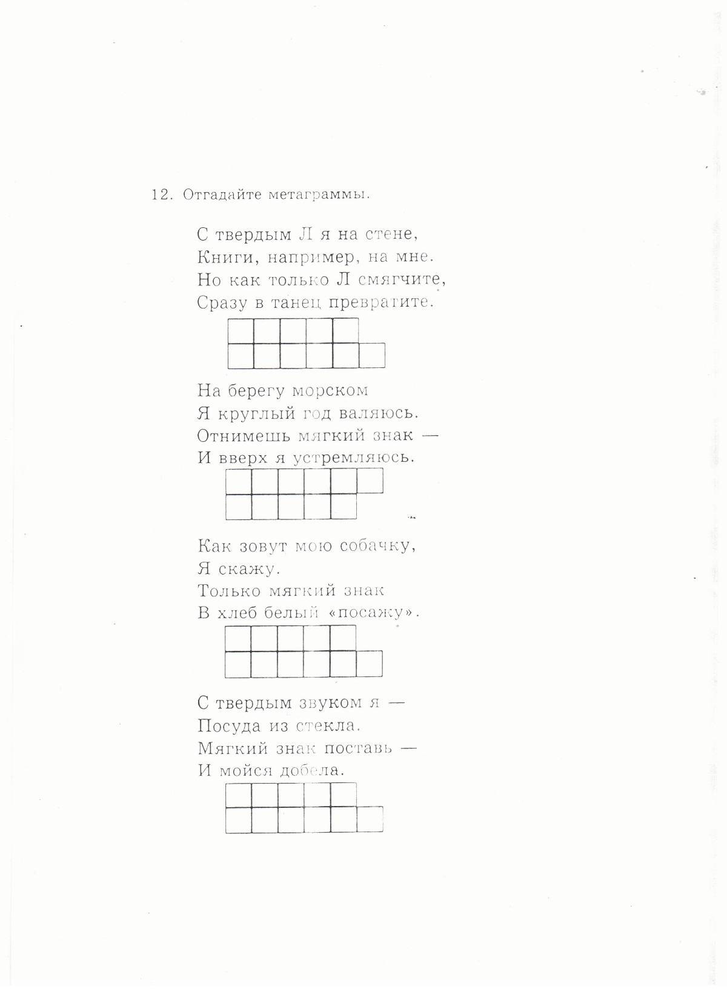 12. Отгадайте метаграммы.
С твердым Л я на стене,
Книги, например, на мне.
Но как только Л смягчите,
Сразу в танец превратите.
На берегу морском
Я круглый год валяюсь.
Отнимешь мягкий знак —
И вверх я устремляюсь.
Как зовут мою собачку,
Я скажу.
Только мягкий знак
В хлеб белый «посажу».
С твердым звуком я —
Посуда из стекла.
Мягкий знак поставь —
И мойся добела.